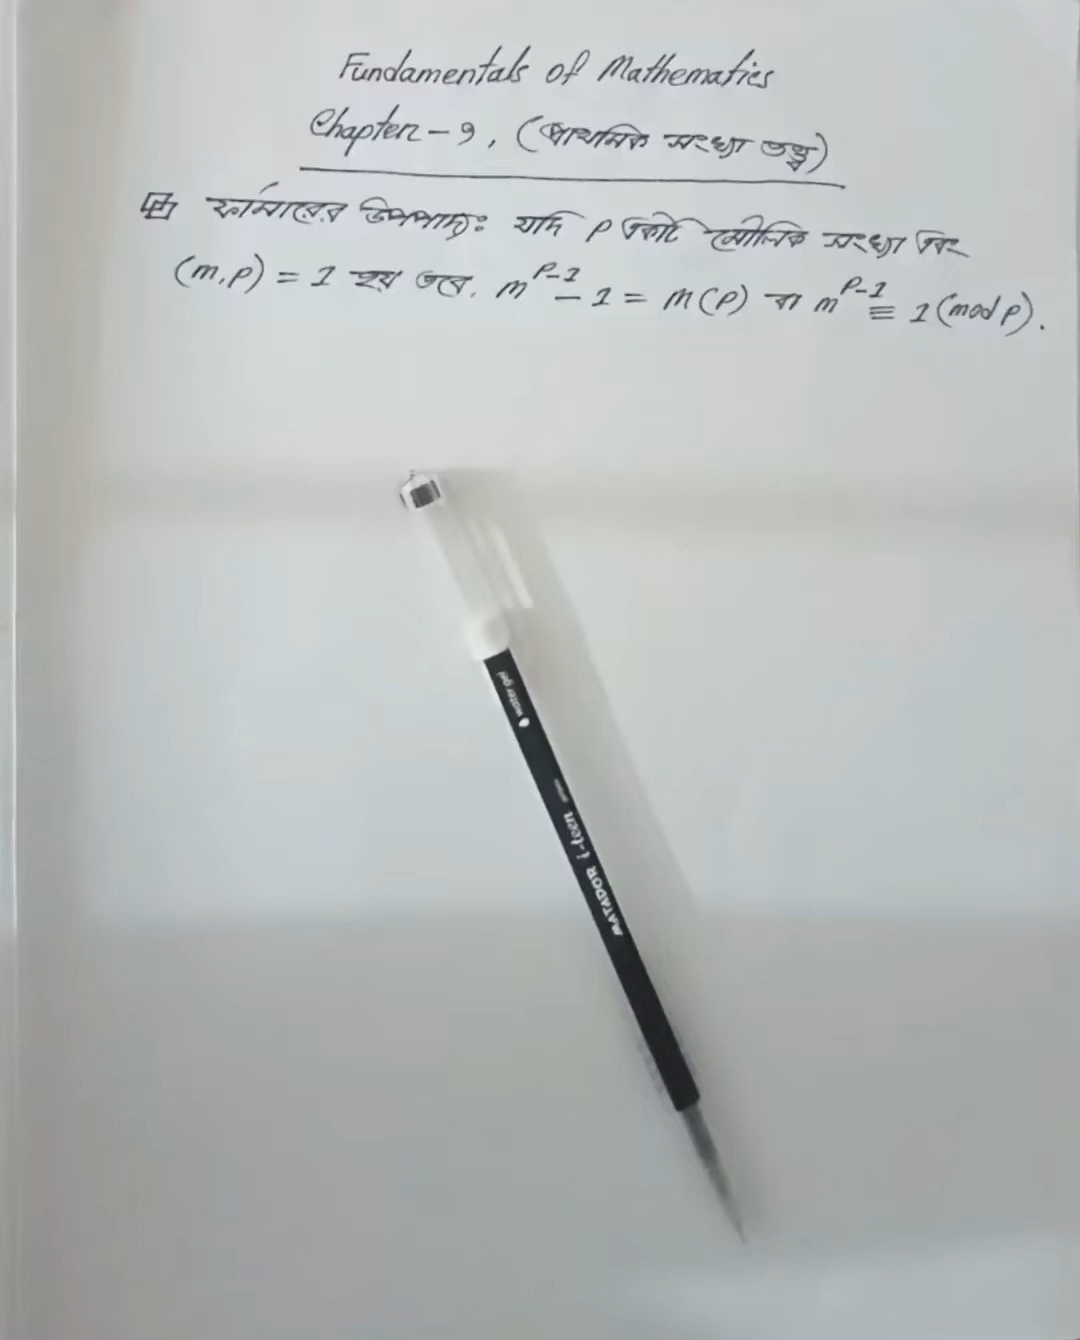 Fundamentals of Mathematics
Chapter - 9, (প্রাথমিক সংখ্যা তত্ত্ব)
ফার্মারের উপপাদ্য: যদি p একটি মৌলিক সংখ্যা এবং
(m,p) = 1 হয় তবে, m^{p-1} - 1 = M(p) বা m^{p-1} ≡ 1 (mod p).
water gel
MATADOR i-teen